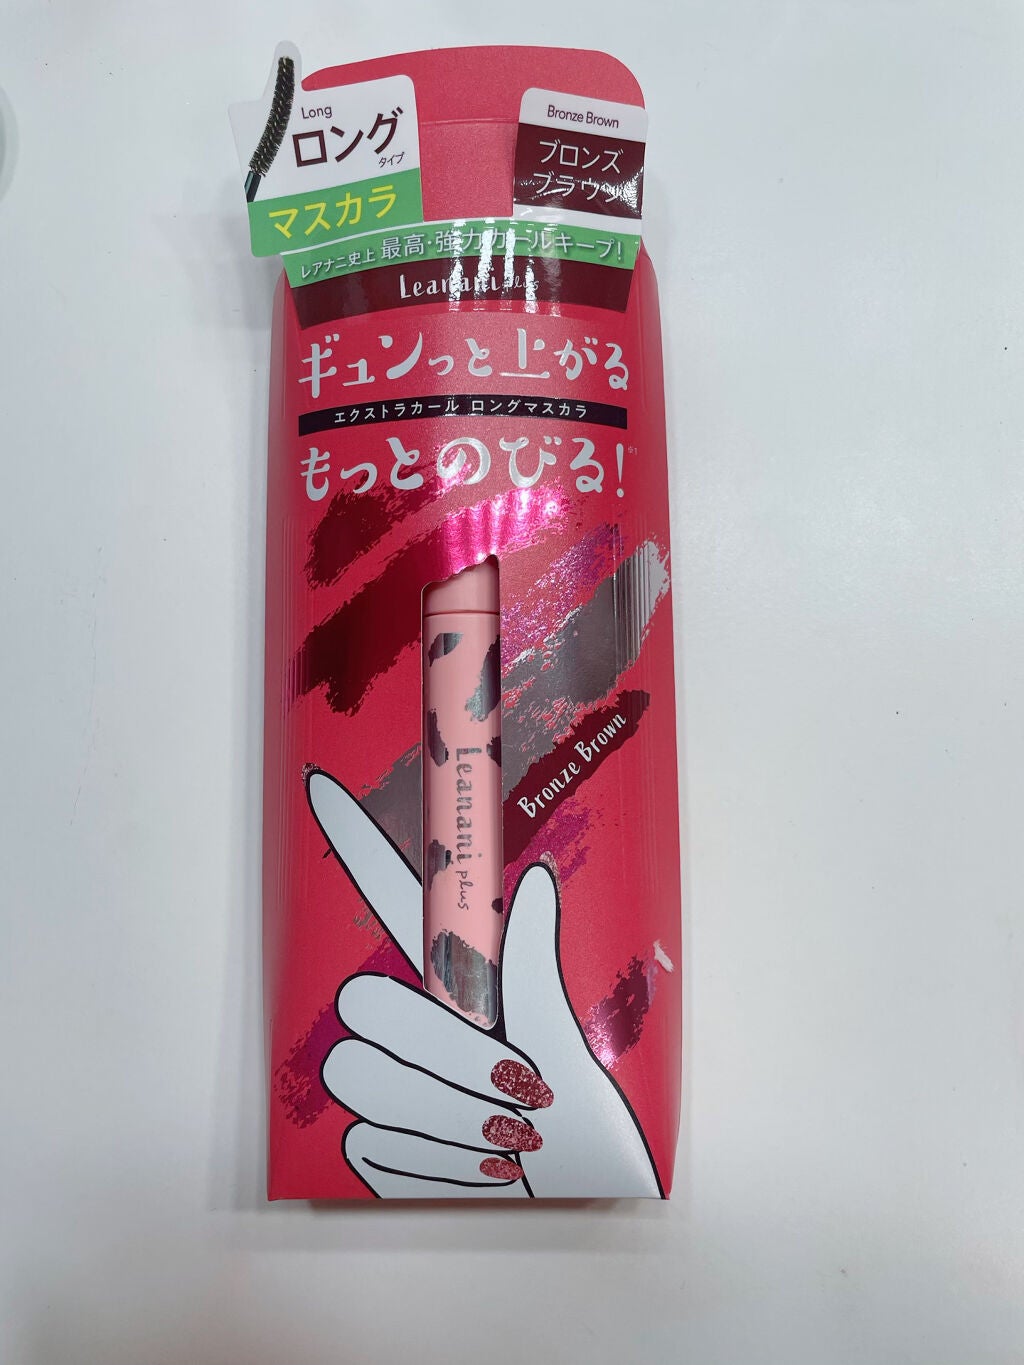 Long
ロング
タイプ
マスカラ
Bronze Brown
ブロンズ
ブラウン
レアナニ史上 最高・強力カールキープ!
Leanani plus
ギュンっと上がる
エクストラカール ロングマスカラ
もっとのびる!
※1
Bronze Brown
Leanani plus